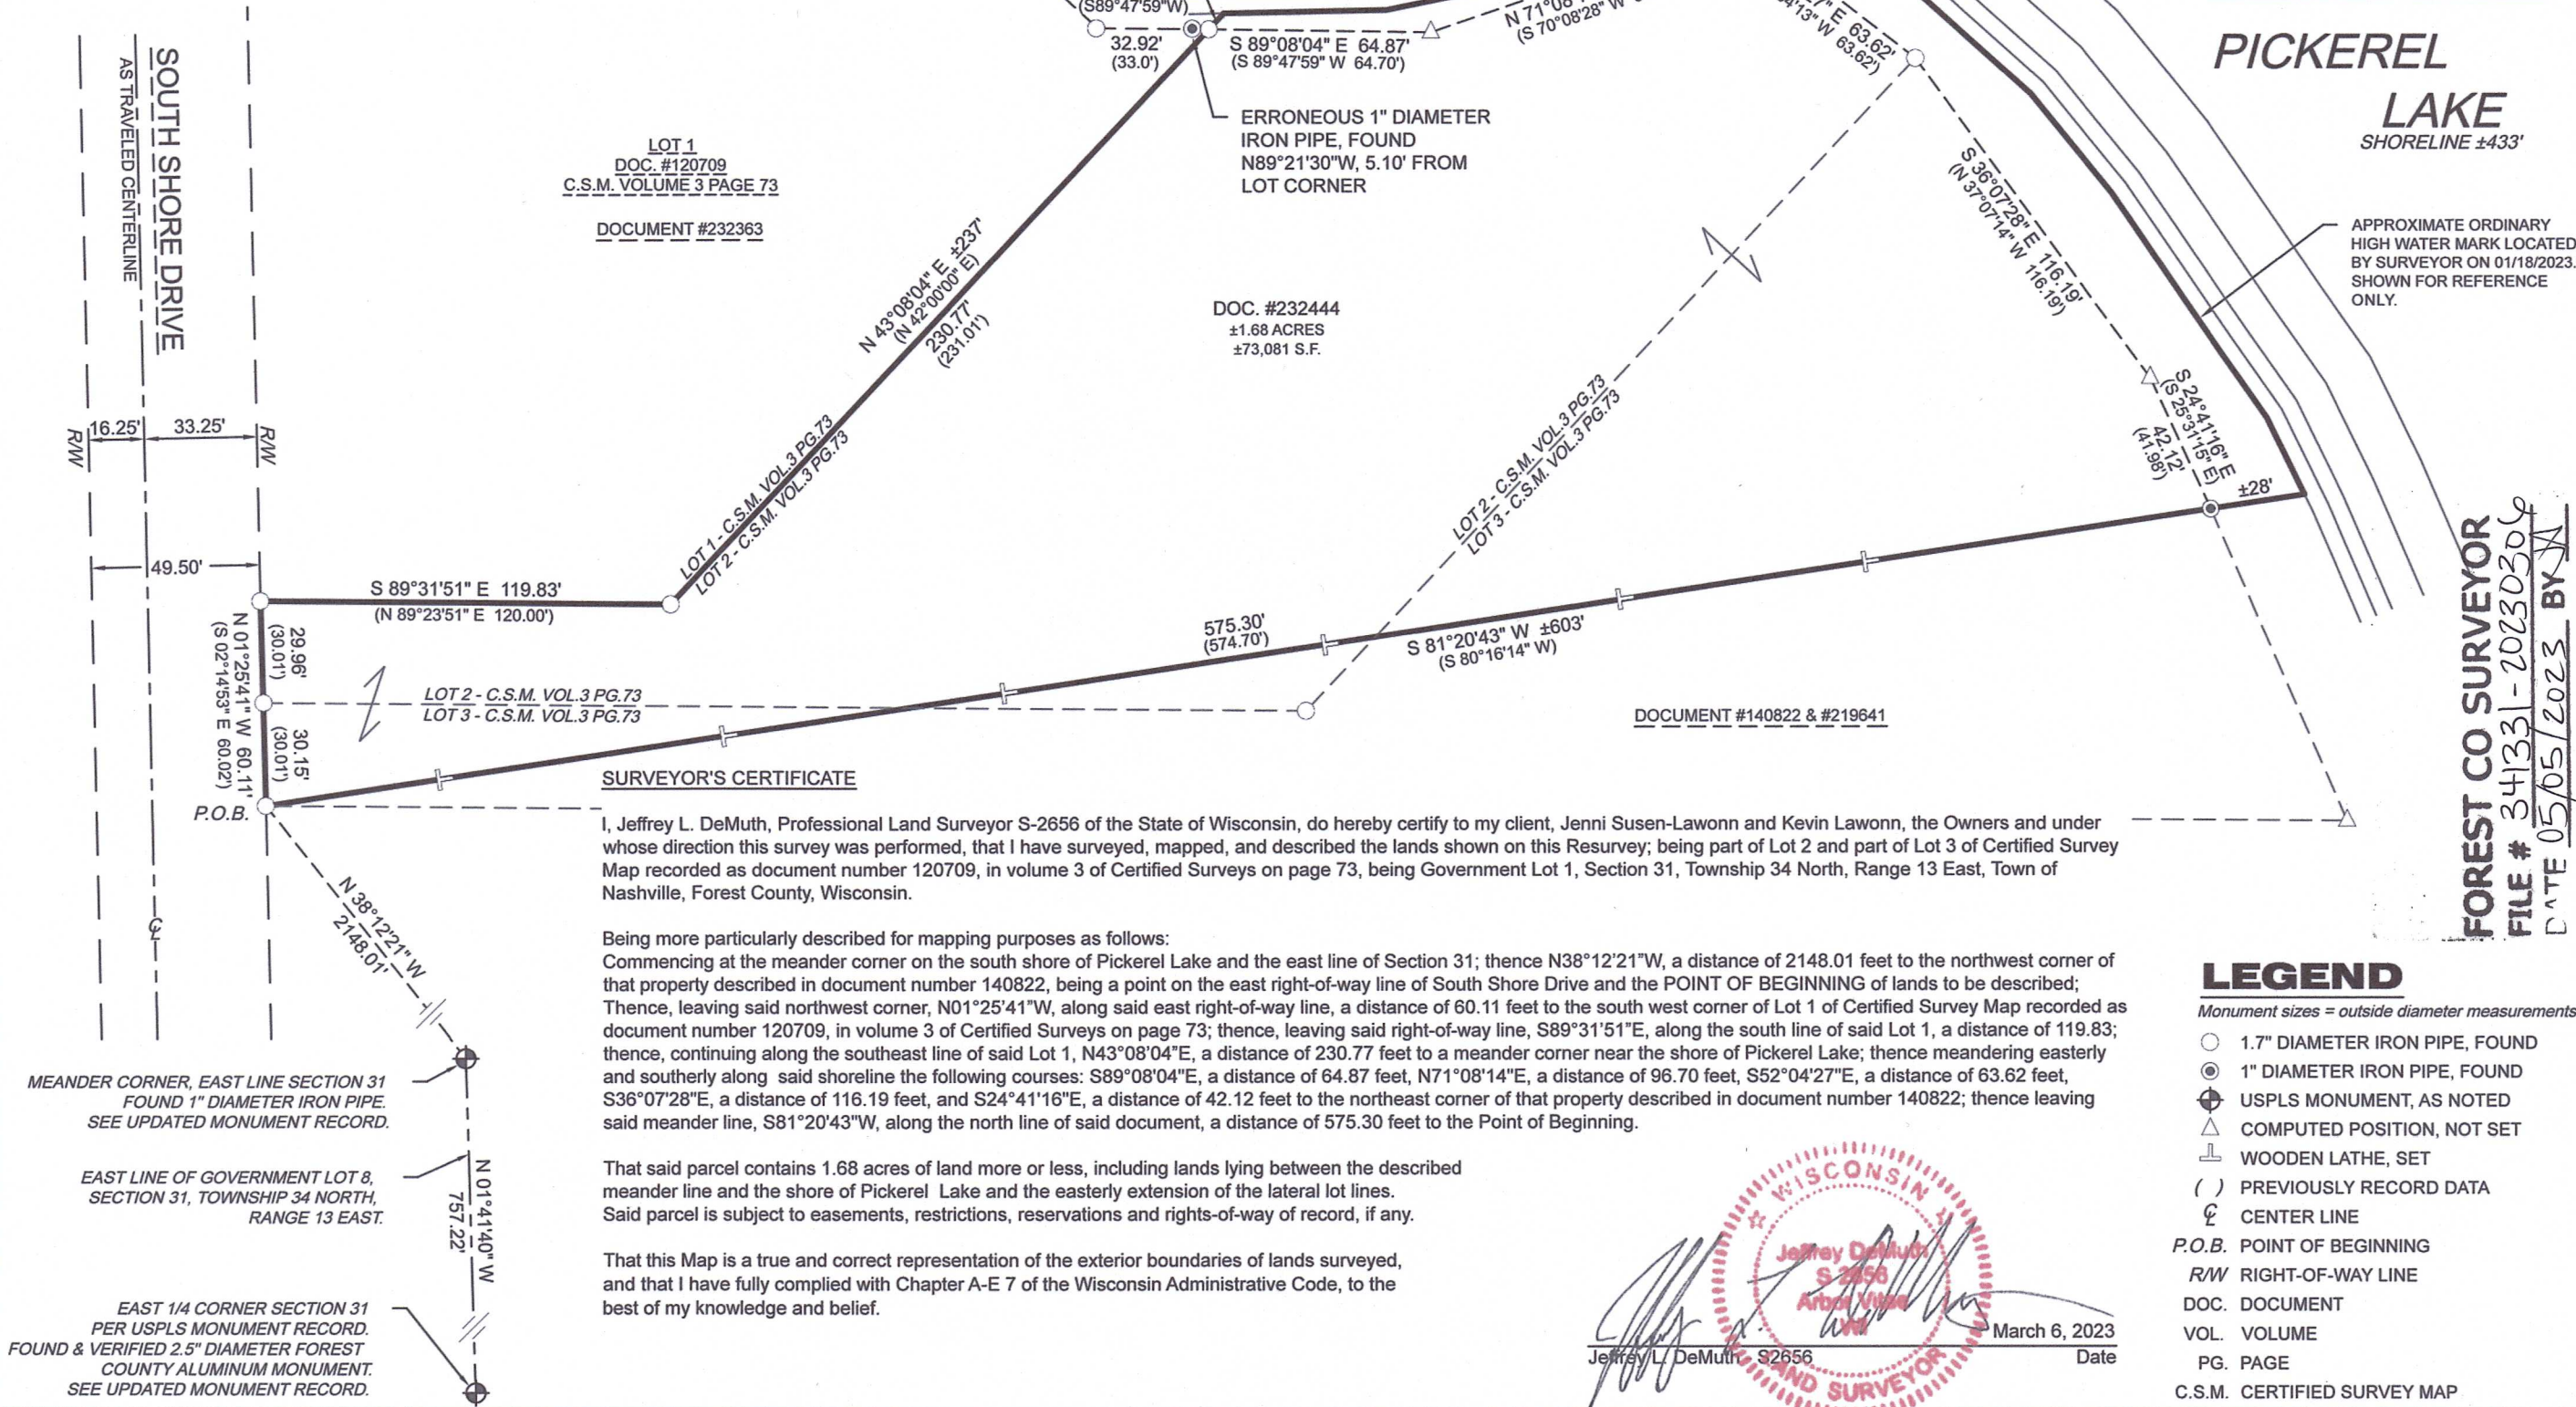 (S89°47'59"W)
32.92'
(33.0')
S 89°08'04" E 64.87'
(S 89°47'59" W 64.70')
N 71°08'
(S 70°08'28" W
7" E 63.62'
4'13" W 63.62')
PICKEREL
LAKE
SHORELINE ±433'
SOUTH SHORE DRIVE
AS TRAVELED CENTERLINE
LOT 1
DOC. #120709
C.S.M. VOLUME 3 PAGE 73
DOCUMENT #232363
ERRONEOUS 1" DIAMETER
IRON PIPE, FOUND
N89°21'30"W, 5.10' FROM
LOT CORNER
S 36°07'28" E 116.19'
(N 37°07'14" W 116.19')
APPROXIMATE ORDINARY
HIGH WATER MARK LOCATED
BY SURVEYOR ON 01/18/2023.
SHOWN FOR REFERENCE
ONLY.
N 43°08'04" E ±237'
(N 42°00'00" E)
230.77'
(231.01')
DOC. #232444
±1.68 ACRES
±73,081 S.F.
LOT 1 - C.S.M. VOL.3 PG.73
LOT 2 - C.S.M. VOL.3 PG.73
LOT 2 - C.S.M. VOL.3 PG.73
LOT 3 - C.S.M. VOL.3 PG.73
S 24°41'16" E
(S 25°31'15" E)
42.12'
(41.98')
±28'
R/W
16.25'
33.25'
R/W
49.50'
S 89°31'51" E 119.83'
(N 89°23'51" E 120.00')
29.96'
(30.01')
N 01°25'41" W 60.11'
(S 02°14'53" E 60.02')
30.15'
(30.01')
575.30'
(574.70')
S 81°20'43" W ±603'
(S 80°16'14" W)
LOT 2 - C.S.M. VOL.3 PG.73
LOT 3 - C.S.M. VOL.3 PG.73
DOCUMENT #140822 & #219641
P.O.B.
FOREST CO SURVEYOR
FILE # 341331-20230306
DATE 05/05/2023 BY
SURVEYOR'S CERTIFICATE
I, Jeffrey L. DeMuth, Professional Land Surveyor S-2656 of the State of Wisconsin, do hereby certify to my client, Jenni Susen-Lawonn and Kevin Lawonn, the Owners and under
whose direction this survey was performed, that I have surveyed, mapped, and described the lands shown on this Resurvey; being part of Lot 2 and part of Lot 3 of Certified Survey
Map recorded as document number 120709, in volume 3 of Certified Surveys on page 73, being Government Lot 1, Section 31, Township 34 North, Range 13 East, Town of
Nashville, Forest County, Wisconsin.
Being more particularly described for mapping purposes as follows:
Commencing at the meander corner on the south shore of Pickerel Lake and the east line of Section 31; thence N38°12'21"W, a distance of 2148.01 feet to the northwest corner of
that property described in document number 140822, being a point on the east right-of-way line of South Shore Drive and the POINT OF BEGINNING of lands to be described;
Thence, leaving said northwest corner, N01°25'41"W, along said east right-of-way line, a distance of 60.11 feet to the south west corner of Lot 1 of Certified Survey Map recorded as
document number 120709, in volume 3 of Certified Surveys on page 73; thence, leaving said right-of-way line, S89°31'51"E, along the south line of said Lot 1, a distance of 119.83;
thence, continuing along the southeast line of said Lot 1, N43°08'04"E, a distance of 230.77 feet to a meander corner near the shore of Pickerel Lake; thence meandering easterly
and southerly along said shoreline the following courses: S89°08'04"E, a distance of 64.87 feet, N71°08'14"E, a distance of 96.70 feet, S52°04'27"E, a distance of 63.62 feet,
S36°07'28"E, a distance of 116.19 feet, and S24°41'16"E, a distance of 42.12 feet to the northeast corner of that property described in document number 140822; thence leaving
said meander line, S81°20'43"W, along the north line of said document, a distance of 575.30 feet to the Point of Beginning.
That said parcel contains 1.68 acres of land more or less, including lands lying between the described
meander line and the shore of Pickerel Lake and the easterly extension of the lateral lot lines.
Said parcel is subject to easements, restrictions, reservations and rights-of-way of record, if any.
That this Map is a true and correct representation of the exterior boundaries of lands surveyed,
and that I have fully complied with Chapter A-E 7 of the Wisconsin Administrative Code, to the
best of my knowledge and belief.
N 38°12'21" W
2148.01'
MEANDER CORNER, EAST LINE SECTION 31
FOUND 1" DIAMETER IRON PIPE.
SEE UPDATED MONUMENT RECORD.
EAST LINE OF GOVERNMENT LOT 8,
SECTION 31, TOWNSHIP 34 NORTH,
RANGE 13 EAST.
N 01°41'40" W
757.22'
EAST 1/4 CORNER SECTION 31
PER USPLS MONUMENT RECORD.
FOUND & VERIFIED 2.5" DIAMETER FOREST
COUNTY ALUMINUM MONUMENT.
SEE UPDATED MONUMENT RECORD.
WISCONSIN
Jeffrey DeMuth
S 2656
Arbor Vitae
WI
LAND SURVEYOR
March 6, 2023
Jeffrey L. DeMuth S2656
Date
LEGEND
Monument sizes = outside diameter measurements
1.7" DIAMETER IRON PIPE, FOUND
1" DIAMETER IRON PIPE, FOUND
USPLS MONUMENT, AS NOTED
COMPUTED POSITION, NOT SET
WOODEN LATHE, SET
( ) PREVIOUSLY RECORD DATA
℄ CENTER LINE
P.O.B. POINT OF BEGINNING
R/W RIGHT-OF-WAY LINE
DOC. DOCUMENT
VOL. VOLUME
PG. PAGE
C.S.M. CERTIFIED SURVEY MAP